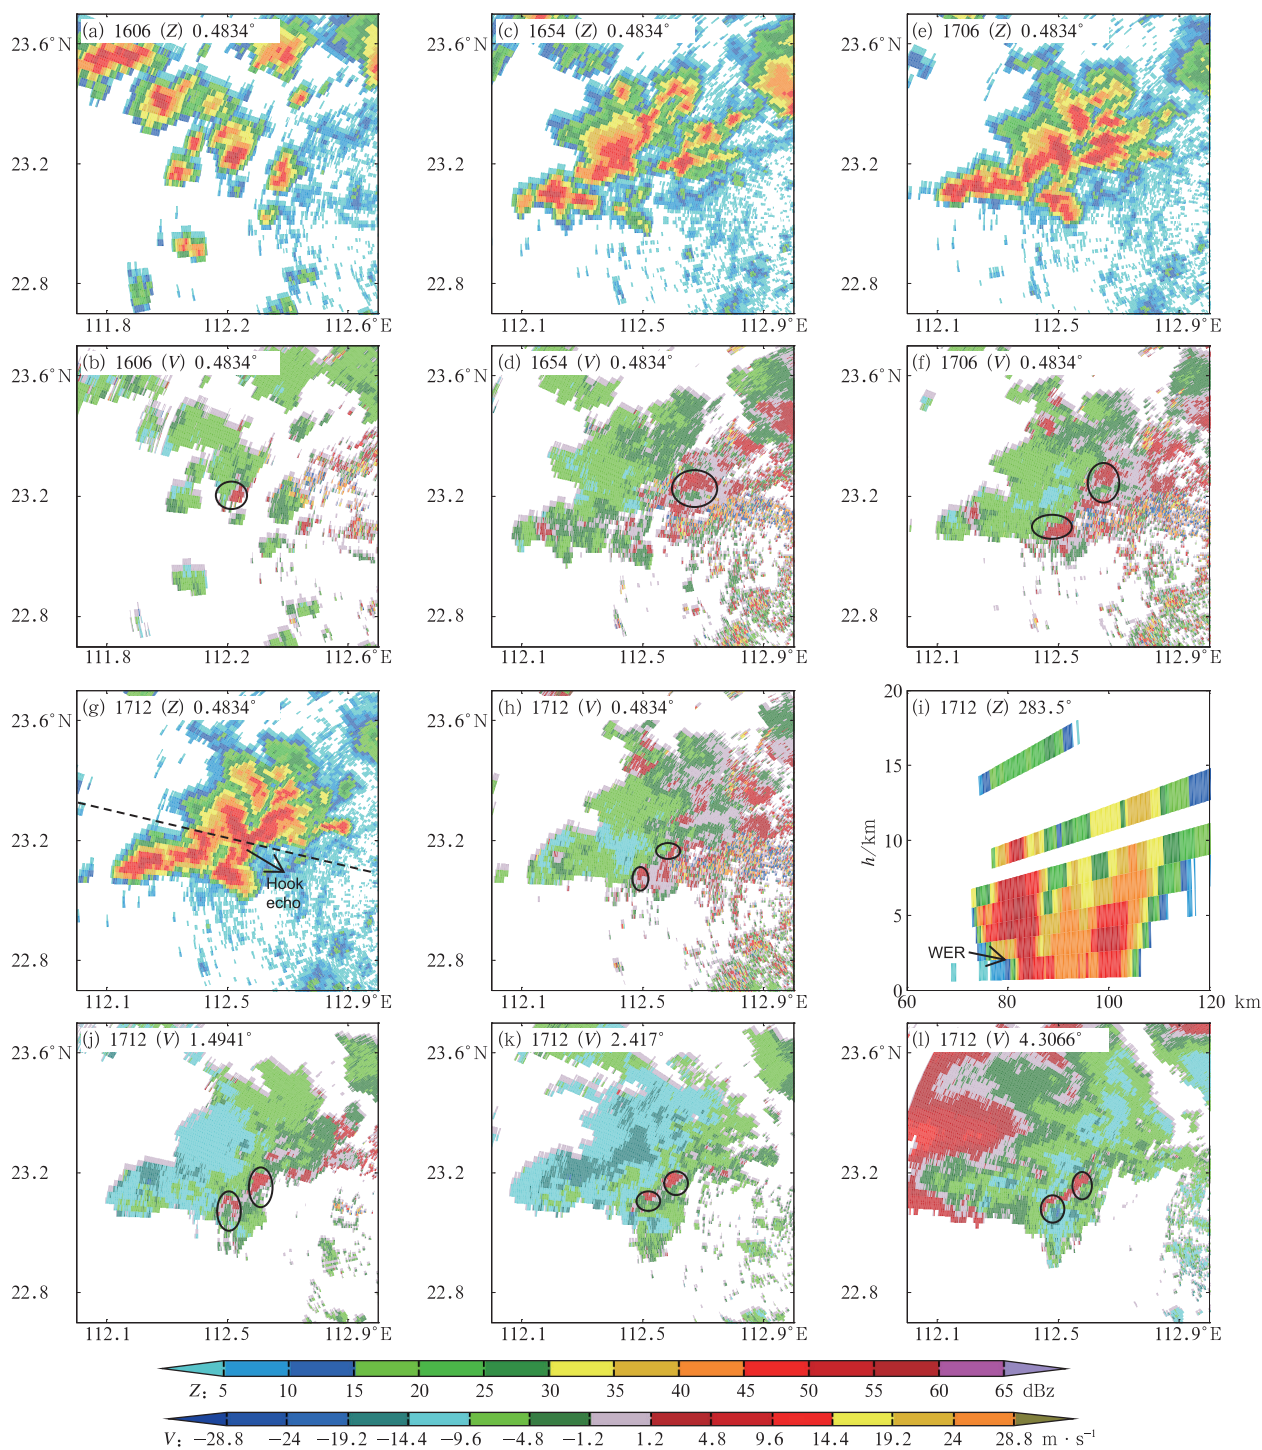 (a) 1606 (Z) 0.4834°
(c) 1654 (Z) 0.4834°
(e) 1706 (Z) 0.4834°
23.6°N
23.2
22.8
111.8 112.2 112.6°E
23.6°N
23.2
22.8
112.1 112.5 112.9°E
23.6°N
23.2
22.8
112.1 112.5 112.9°E
(b) 1606 (V) 0.4834°
(d) 1654 (V) 0.4834°
(f) 1706 (V) 0.4834°
23.6°N
23.2
22.8
111.8 112.2 112.6°E
23.6°N
23.2
22.8
112.1 112.5 112.9°E
23.6°N
23.2
22.8
112.1 112.5 112.9°E
(g) 1712 (Z) 0.4834°
(h) 1712 (V) 0.4834°
(i) 1712 (Z) 283.5°
23.6°N
23.2
22.8
Hook
echo
112.1 112.5 112.9°E
23.6°N
23.2
22.8
112.1 112.5 112.9°E
20
15
10
5
0
h/km
WER
60 80 100 120 km
(j) 1712 (V) 1.4941°
(k) 1712 (V) 2.417°
(l) 1712 (V) 4.3066°
23.6°N
23.2
22.8
112.1 112.5 112.9°E
23.6°N
23.2
22.8
112.1 112.5 112.9°E
23.6°N
23.2
22.8
112.1 112.5 112.9°E
Z: 5 10 15 20 25 30 35 40 45 50 55 60 65 dBz
V: −28.8 −24 −19.2 −14.4 −9.6 −4.8 −1.2 1.2 4.8 9.6 14.4 19.2 24 28.8 m · s⁻¹